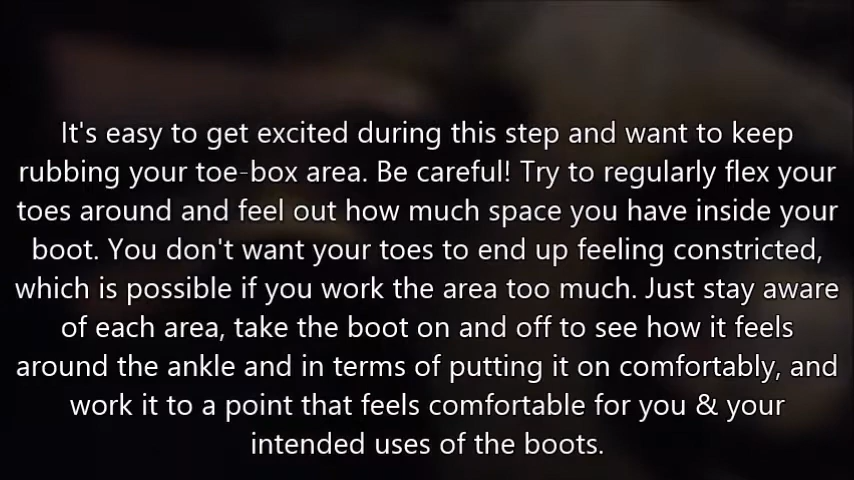 It's easy to get excited during this step and want to keep
rubbing your toe-box area. Be careful! Try to regularly flex your
toes around and feel out how much space you have inside your
boot. You don't want your toes to end up feeling constricted,
which is possible if you work the area too much. Just stay aware
of each area, take the boot on and off to see how it feels
around the ankle and in terms of putting it on comfortably, and
work it to a point that feels comfortable for you & your
intended uses of the boots.